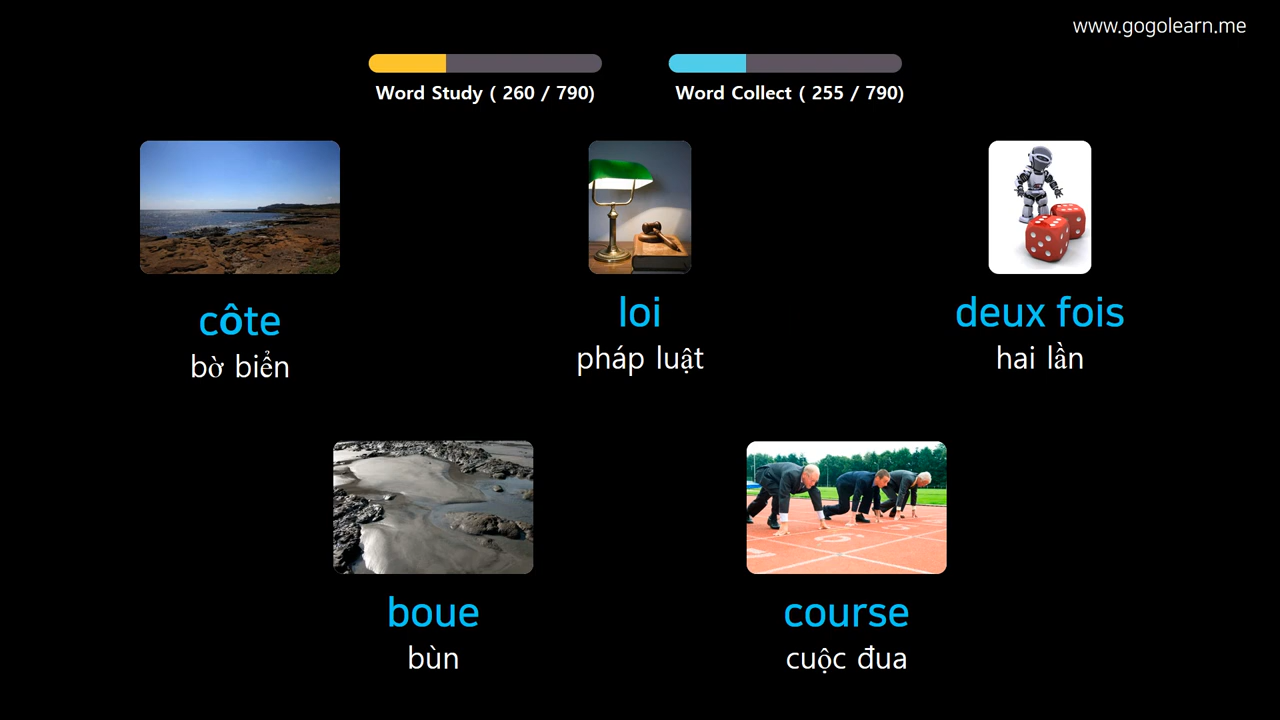 www.gogolearn.me
Word Study ( 260 / 790)
Word Collect ( 255 / 790)
côte
bờ biển
loi
pháp luật
deux fois
hai lần
boue
bùn
course
cuộc đua